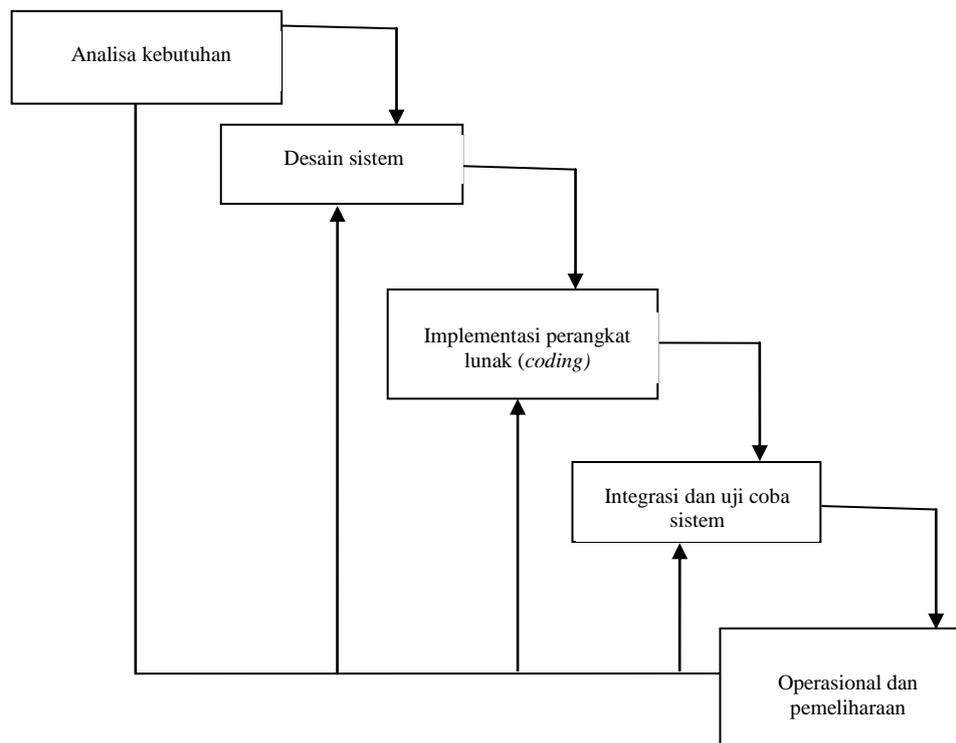 Analisa kebutuhan
Desain sistem
Implementasi perangkat
lunak (coding)
Integrasi dan uji coba
sistem
Operasional dan
pemeliharaan